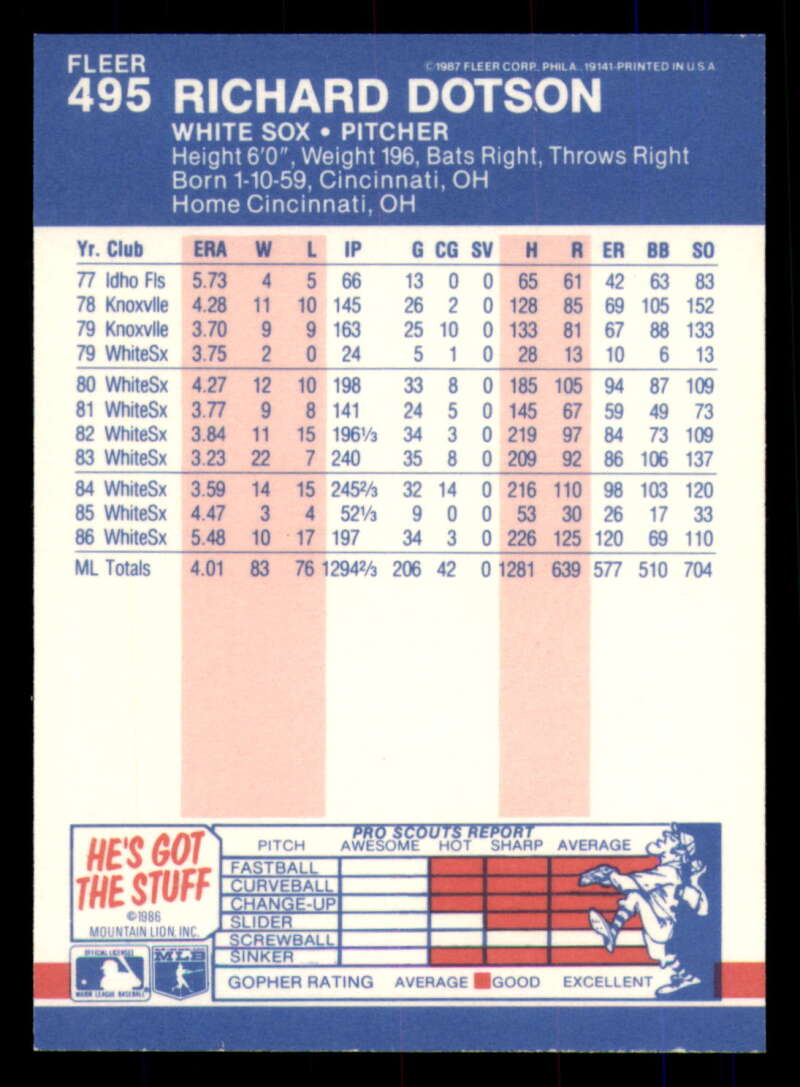 FLEER
©1987 FLEER CORP., PHILA. 19141-PRINTED IN U.S.A.
495 RICHARD DOTSON
WHITE SOX • PITCHER
Height 6'0", Weight 196, Bats Right, Throws Right
Born 1-10-59, Cincinnati, OH
Home Cincinnati, OH
Yr. Club ERA W L IP G CG SV H R ER BB SO
77 Idho Fls 5.73 4 5 66 13 0 0 65 61 42 63 83
78 Knoxvlle 4.28 11 10 145 26 2 0 128 85 69 105 152
79 Knoxvlle 3.70 9 9 163 25 10 0 133 81 67 88 133
79 WhiteSx 3.75 2 0 24 5 1 0 28 13 10 6 13
80 WhiteSx 4.27 12 10 198 33 8 0 185 105 94 87 109
81 WhiteSx 3.77 9 8 141 24 5 0 145 67 59 49 73
82 WhiteSx 3.84 11 15 196⅓ 34 3 0 219 97 84 73 109
83 WhiteSx 3.23 22 7 240 35 8 0 209 92 86 106 137
84 WhiteSx 3.59 14 15 245⅔ 32 14 0 216 110 98 103 120
85 WhiteSx 4.47 3 4 52⅓ 9 0 0 53 30 26 17 33
86 WhiteSx 5.48 10 17 197 34 3 0 226 125 120 69 110
ML Totals 4.01 83 76 1294⅔ 206 42 0 1281 639 577 510 704
HE'S GOT
THE STUFF
©1986
MOUNTAIN LION, INC.
PRO SCOUTS REPORT
PITCH AWESOME HOT SHARP AVERAGE
FASTBALL
CURVEBALL
CHANGE-UP
SLIDER
SCREWBALL
SINKER
GOPHER RATING AVERAGE GOOD EXCELLENT
OFFICIAL LICENSEE
MAJOR LEAGUE BASEBALL
MLB